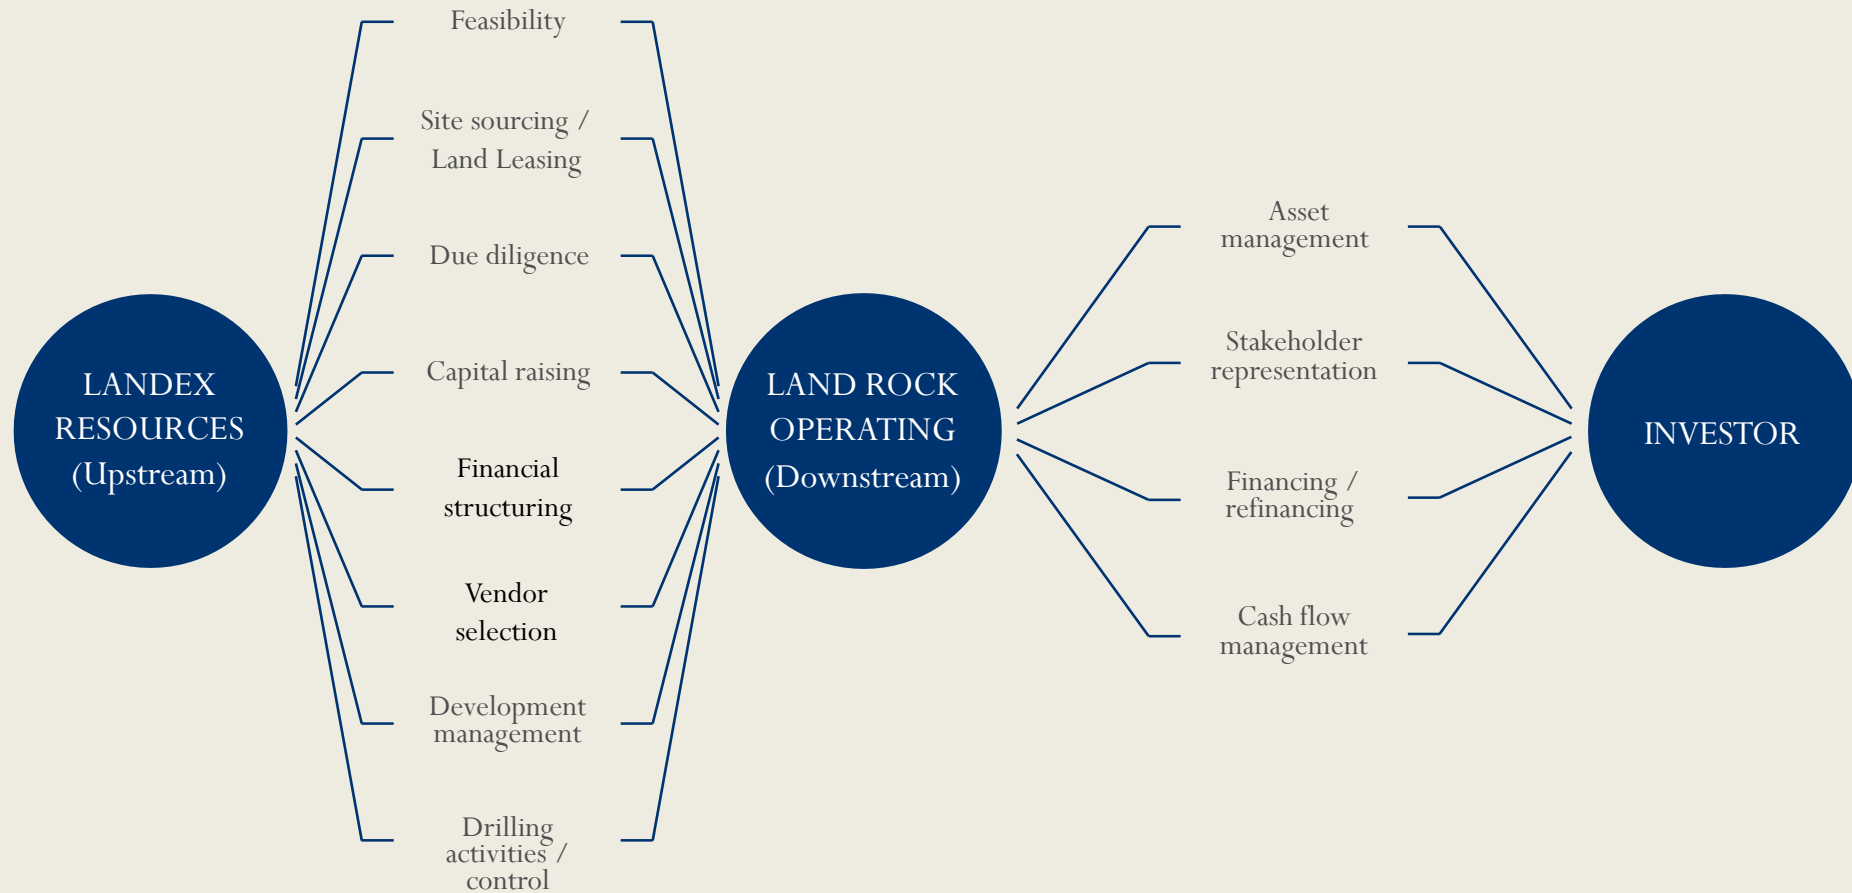 LANDEX
RESOURCES
(Upstream)
Feasibility
Site sourcing /
Land Leasing
Due diligence
Capital raising
Financial
structuring
Vendor
selection
Development
management
Drilling
activities /
control
LAND ROCK
OPERATING
(Downstream)
Asset
management
Stakeholder
representation
Financing /
refinancing
Cash flow
management
INVESTOR